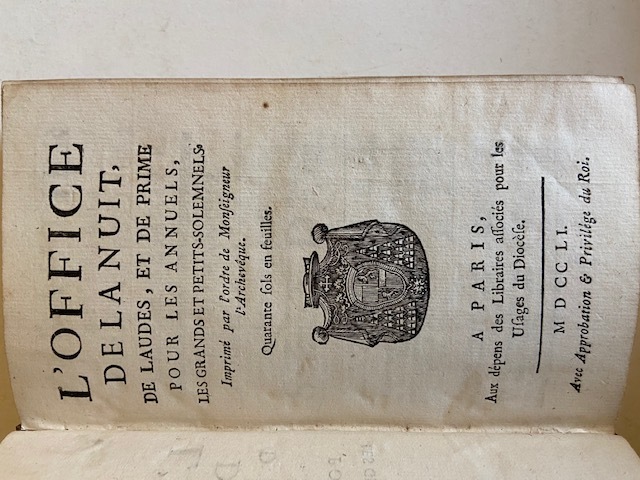 L'OFFICE
DE LA NUIT,
DE LAUDES, ET DE PRIME
POUR LES ANNUELS,
LES GRANDS ET PETITS-SOLEMNELS.
Imprimé par l'ordre de Monſeigneur
l'Archevêque.
Quarante ſols en feuilles.
A PARIS,
Aux dépens des Libraires aſſociés pour les
Uſages du Diocèſe.
MDCCLI.
Avec Approbation & Privilége du Roi.